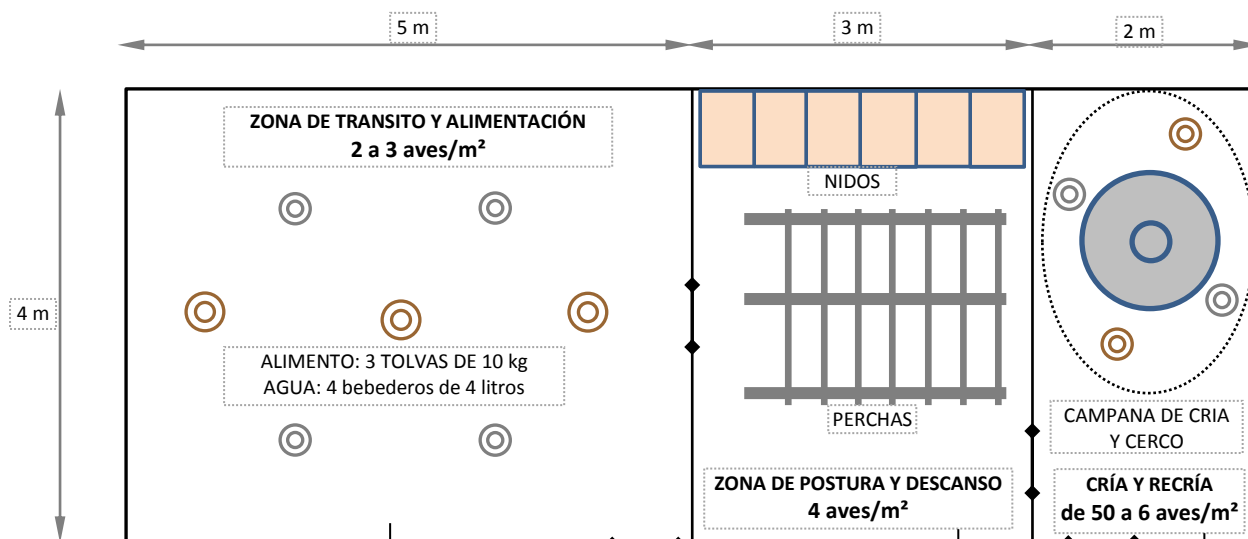 5 m
3 m
2 m
4 m
ZONA DE TRANSITO Y ALIMENTACIÓN
2 a 3 aves/m²
ALIMENTO: 3 TOLVAS DE 10 kg
AGUA: 4 bebederos de 4 litros
NIDOS
PERCHAS
ZONA DE POSTURA Y DESCANSO
4 aves/m²
CAMPANA DE CRIA
Y CERCO
CRÍA Y RECRÍA
de 50 a 6 aves/m²